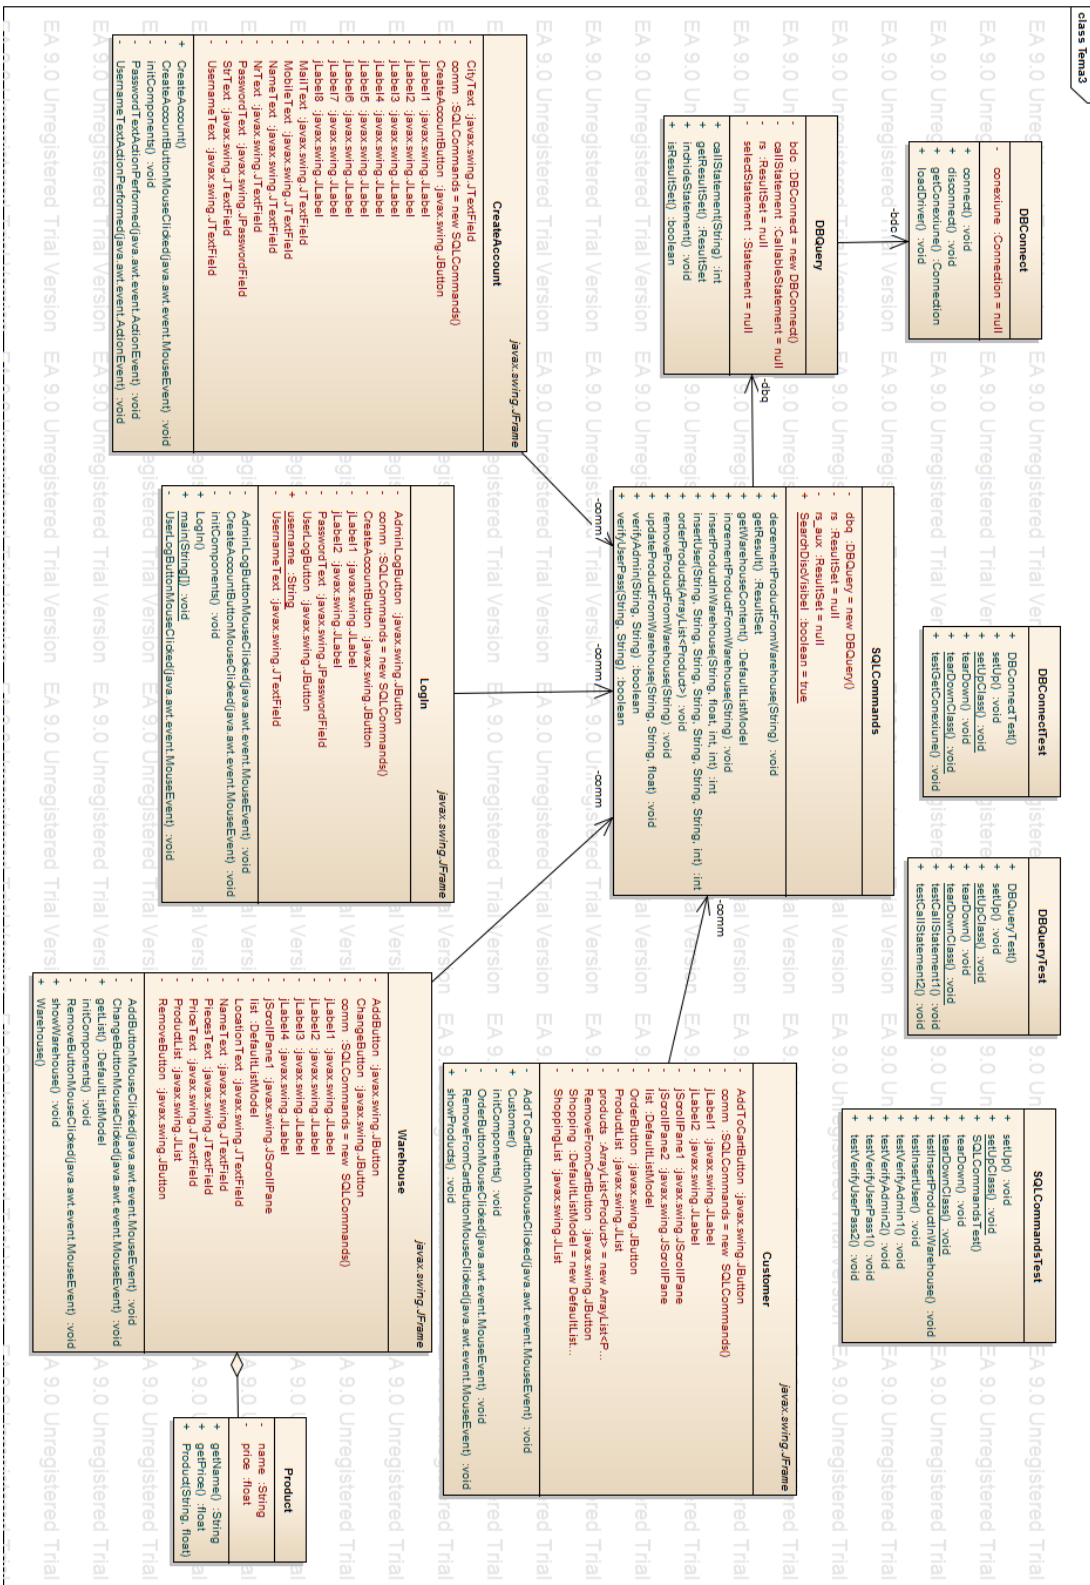 class Tema3
DBConnect
- conexiune :Connection = null
+ connect() :void
+ disconnect() :void
+ getConexiune() :Connection
+ loadDriver() :void
-bdc
DBQuery
- bdc :DBConnect = new DBConnect()
- callStatement :CallableStatement = null
- rs :ResultSet = null
- selectStatement :Statement = null
+ callStatement(String) :int
+ getResultSet() :ResultSet
+ inchideStatement() :void
+ isResultSet() :boolean
-dbq
DBConnectTest
+ DBConnectTest()
+ setUp() :void
+ setUpClass() :void
+ tearDown() :void
+ tearDownClass() :void
+ testGetConexiune() :void
DBQueryTest
+ DBQueryTest()
+ setUp() :void
+ setUpClass() :void
+ tearDown() :void
+ tearDownClass() :void
+ testCallStatement1() :void
+ testCallStatement2() :void
SQLCommandsTest
+ setUp() :void
+ setUpClass() :void
+ SQLCommandsTest()
+ tearDown() :void
+ tearDownClass() :void
+ testInsertProductInWarehouse() :void
+ testInsertUser() :void
+ testVerifyAdmin1() :void
+ testVerifyAdmin2() :void
+ testVerifyUserPass1() :void
+ testVerifyUserPass2() :void
SQLCommands
- dbq :DBQuery = new DBQuery()
- rs :ResultSet = null
- rs_aux :ResultSet = null
+ SearchDiscVisibel :boolean = true
+ decrementProductFromWarehouse(String) :void
+ getResult() :ResultSet
+ getWarehouseContent() :DefaultListModel
+ incrementProductFromWarehouse(String) :void
+ insertProductInWarehouse(String, float, int, int) :int
+ insertUser(String, String, String, String, String, String, int) :int
+ orderProducts(ArrayList<Product>) :void
+ removeProductFromWarehouse(String) :void
+ updateProductFromWarehouse(String, String, float) :void
+ verifyAdmin(String, String) :boolean
+ verifyUserPass(String, String) :boolean
-comm
-comm
-comm
-comm
javax.swing.JFrame
CreateAccount
- CityText :javax.swing.JTextField
- comm :SQLCommands = new SQLCommands()
- CreateAccountButton :javax.swing.JButton
- jLabel1 :javax.swing.JLabel
- jLabel2 :javax.swing.JLabel
- jLabel3 :javax.swing.JLabel
- jLabel4 :javax.swing.JLabel
- jLabel5 :javax.swing.JLabel
- jLabel6 :javax.swing.JLabel
- jLabel7 :javax.swing.JLabel
- jLabel8 :javax.swing.JLabel
- MailText :javax.swing.JTextField
- MobileText :javax.swing.JTextField
- NameText :javax.swing.JTextField
- NrText :javax.swing.JTextField
- PasswordText :javax.swing.JPasswordField
- StrText :javax.swing.JTextField
- UsernameText :javax.swing.JTextField
+ CreateAccount()
- CreateAccountButtonMouseClicked(java.awt.event.MouseEvent) :void
- initComponents() :void
- PasswordTextActionPerformed(java.awt.event.ActionEvent) :void
- UsernameTextActionPerformed(java.awt.event.ActionEvent) :void
javax.swing.JFrame
LogIn
- AdminLogButton :javax.swing.JButton
- comm :SQLCommands = new SQLCommands()
- CreateAccountButton :javax.swing.JButton
- jLabel1 :javax.swing.JLabel
- jLabel2 :javax.swing.JLabel
- PasswordText :javax.swing.JPasswordField
- UserLogButton :javax.swing.JButton
+ username :String
- UsernameText :javax.swing.JTextField
- AdminLogButtonMouseClicked(java.awt.event.MouseEvent) :void
- CreateAccountButtonMouseClicked(java.awt.event.MouseEvent) :void
- initComponents() :void
+ LogIn()
+ main(String[]) :void
- UserLogButtonMouseClicked(java.awt.event.MouseEvent) :void
javax.swing.JFrame
Customer
- AddToCartButton :javax.swing.JButton
- comm :SQLCommands = new SQLCommands()
- jLabel1 :javax.swing.JLabel
- jLabel2 :javax.swing.JLabel
- jScrollPane1 :javax.swing.JScrollPane
- jScrollPane2 :javax.swing.JScrollPane
- list :DefaultListModel
- OrderButton :javax.swing.JButton
- ProductList :javax.swing.JList
- products :ArrayList<Product> = new ArrayList<P...
- RemoveFromCartButton :javax.swing.JButton
- Shopping :DefaultListModel = new DefaultList...
- ShoppingList :javax.swing.JList
- AddToCartButtonMouseClicked(java.awt.event.MouseEvent) :void
+ Customer()
- initComponents() :void
- OrderButtonMouseClicked(java.awt.event.MouseEvent) :void
- RemoveFromCartButtonMouseClicked(java.awt.event.MouseEvent) :void
+ showProducts() :void
javax.swing.JFrame
Warehouse
- AddButton :javax.swing.JButton
- ChangeButton :javax.swing.JButton
- comm :SQLCommands = new SQLCommands()
- jLabel1 :javax.swing.JLabel
- jLabel2 :javax.swing.JLabel
- jLabel3 :javax.swing.JLabel
- jLabel4 :javax.swing.JLabel
- jScrollPane1 :javax.swing.JScrollPane
- list :DefaultListModel
- LocationText :javax.swing.JTextField
- NameText :javax.swing.JTextField
- PiecesText :javax.swing.JTextField
- PriceText :javax.swing.JTextField
- ProductList :javax.swing.JList
- RemoveButton :javax.swing.JButton
- AddButtonMouseClicked(java.awt.event.MouseEvent) :void
- ChangeButtonMouseClicked(java.awt.event.MouseEvent) :void
+ getList() :DefaultListModel
- initComponents() :void
- RemoveButtonMouseClicked(java.awt.event.MouseEvent) :void
+ showWarehouse() :void
+ Warehouse()
Product
- name :String
- price :float
+ getName() :String
+ getPrice() :float
+ Product(String, float)